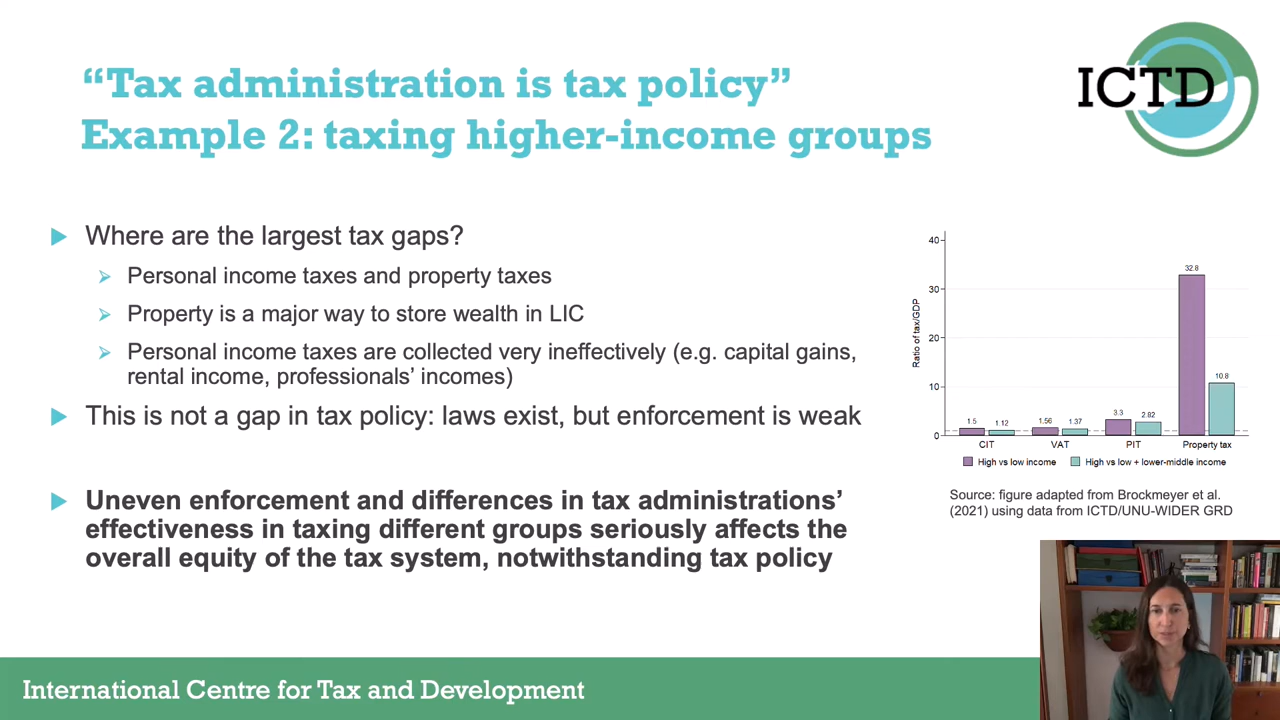 “Tax administration is tax policy”
Example 2: taxing higher-income groups
ICTD
Where are the largest tax gaps?
Personal income taxes and property taxes
Property is a major way to store wealth in LIC
Personal income taxes are collected very ineffectively (e.g. capital gains,
rental income, professionals’ incomes)
This is not a gap in tax policy: laws exist, but enforcement is weak
Uneven enforcement and differences in tax administrations’
effectiveness in taxing different groups seriously affects the
overall equity of the tax system, notwithstanding tax policy
Ratio of tax/GDP
40
30
20
10
0
1.5
1.12
1.56
1.37
3.3
2.82
32.8
10.8
CIT
VAT
PIT
Property tax
High vs low income
High vs low + lower-middle income
Source: figure adapted from Brockmeyer et al.
(2021) using data from ICTD/UNU-WIDER GRD
International Centre for Tax and Development